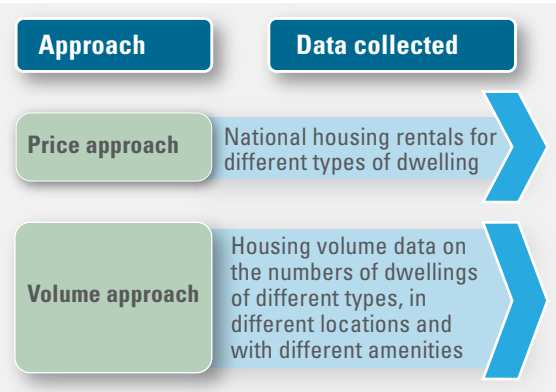 Approach
Data collected
Price approach
National housing rentals for
different types of dwelling
Volume approach
Housing volume data on
the numbers of dwellings
of different types, in
different locations and
with different amenities